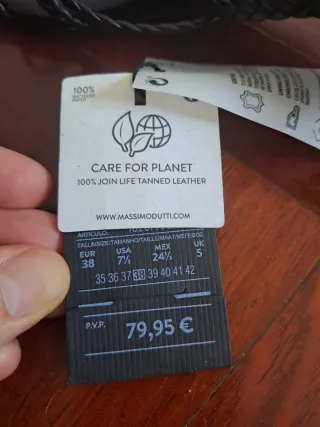 100%
RECYCLED
PAPER
CARE FOR PLANET
100% JOIN LIFE TANNED LEATHER
WWW.MASSIMODUTTI.COM
ARTICULO
TALLA/SIZE/TAMANHO/TAILLE/MAAT/
EUR USA MEX UK
38 7½ 24½ 5
35 36 37 38 39 40 41 42
P.V.P. 79,95 €